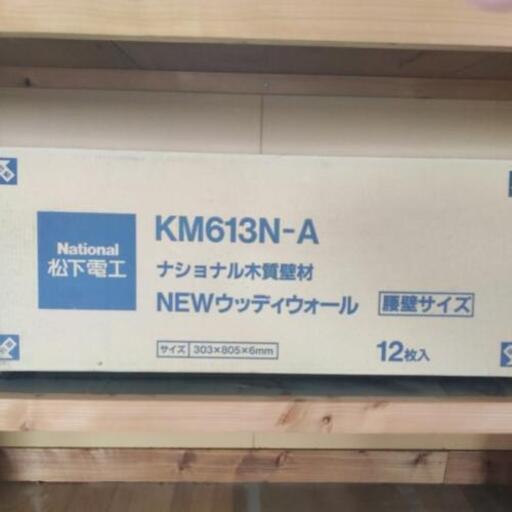 National
松下電工
KM613N-A
ナショナル木質壁材
NEWウッディウォール
腰壁サイズ
サイズ 303×805×6mm
12枚入